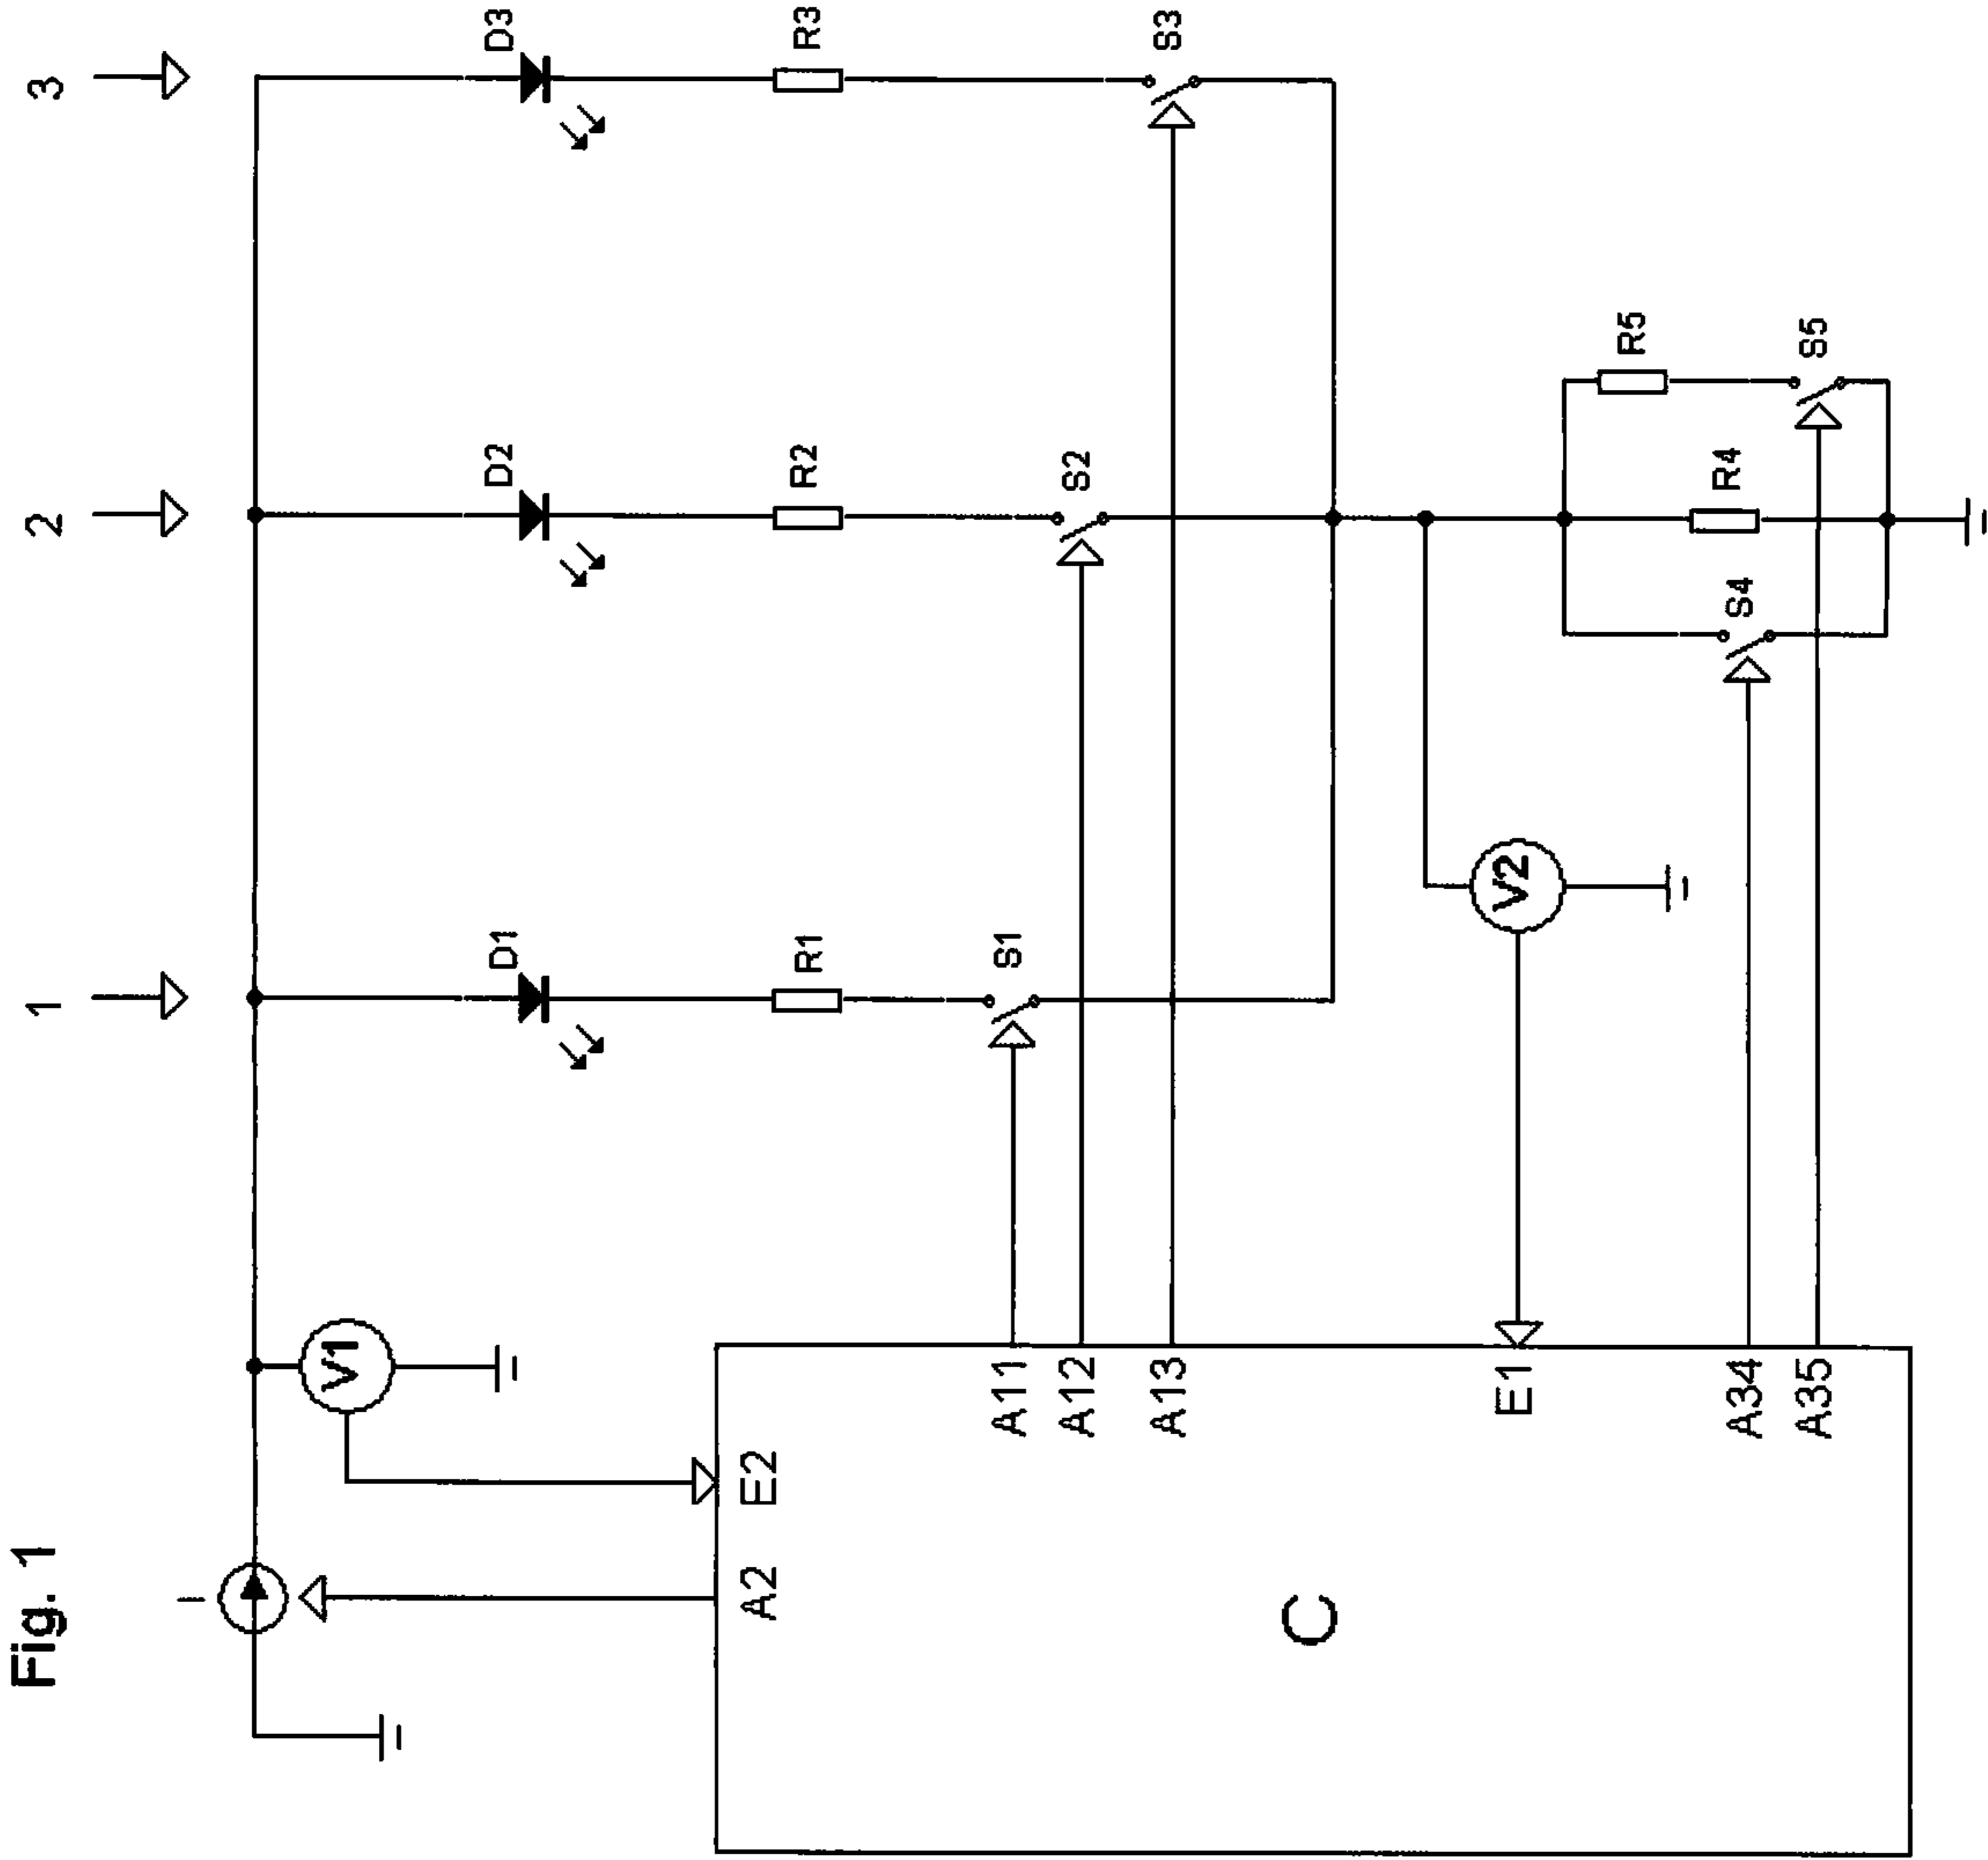 Fig. 1
1
2
3
I
V1
D1
D2
D3
R1
R2
R3
S1
S2
S3
A2
E2
A11
A12
A13
E1
A34
A35
C
V2
S4
R4
R5
S5